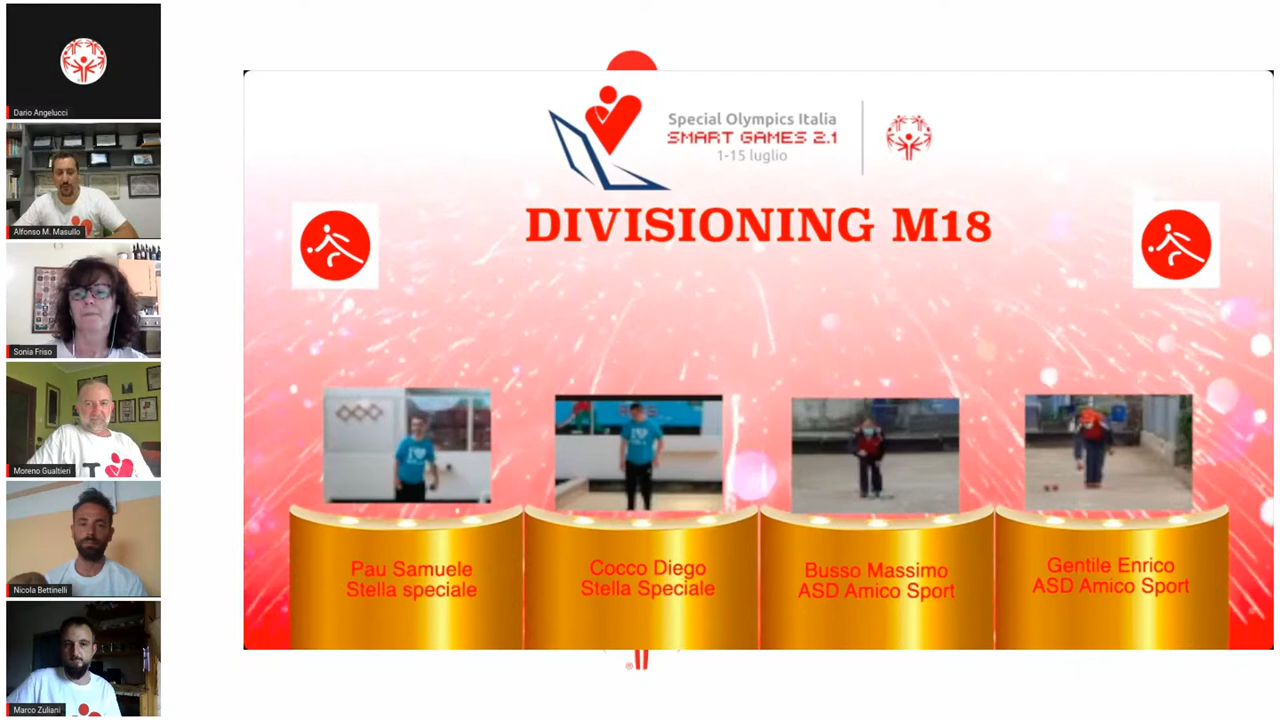 Dario Angelucci
Alfonso M. Masullo
Sonia Friso
Moreno Gualtieri
Nicola Bettinelli
Marco Zuliani
Special Olympics Italia
SMART GAMES 2.1
1-15 luglio
DIVISIONING M18
Pau Samuele
Stella speciale
Cocco Diego
Stella Speciale
Busso Massimo
ASD Amico Sport
Gentile Enrico
ASD Amico Sport